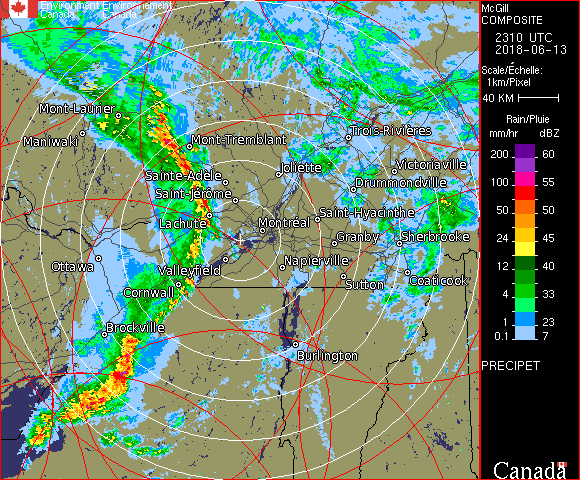 Environment Environnement
Canada Canada
McGill
COMPOSITE
2310 UTC
2018-06-13
Scale/Échelle:
1km/Pixel
40 KM
Rain/Pluie
mm/hr dBZ
200 60
100 55
50 50
24 45
12 40
4 33
1 23
0.1 7
PRECIPET
Canada
Mont-Laurier
Maniwaki
Mont-Tremblant
Trois-Rivières
Joliette
Victoriaville
Sainte-Adèle
Drummondville
Saint-Jérôme
Saint-Hyacinthe
Lachute
Montréal
Granby
Sherbrooke
Ottawa
Valleyfield
Napierville
Cornwall
Sutton
Coaticook
Brockville
Burlington